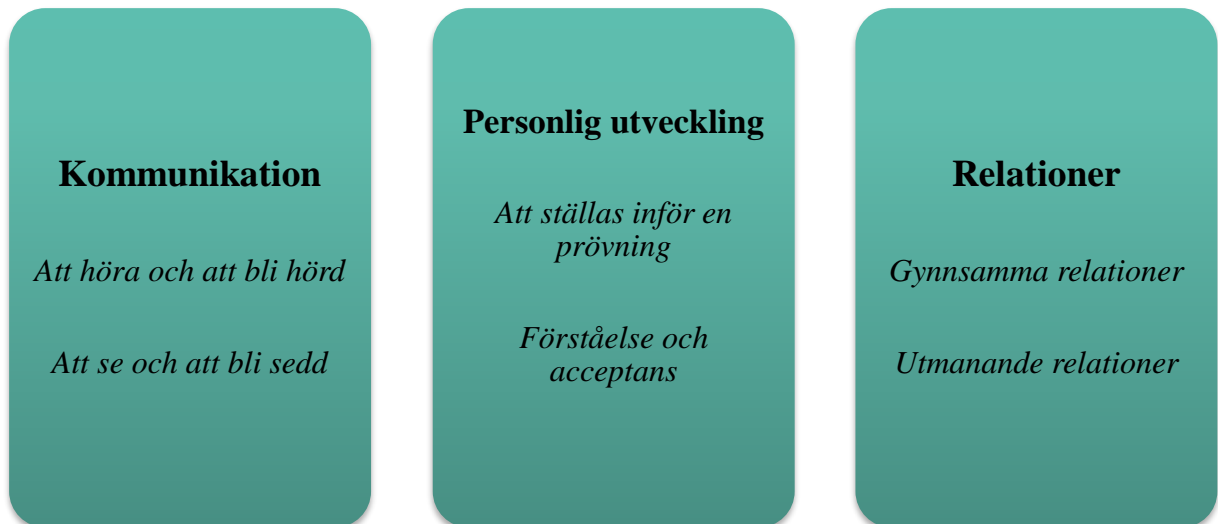 Kommunikation
Att höra och att bli hörd
Att se och att bli sedd
Personlig utveckling
Att ställas inför en
prövning
Förståelse och
acceptans
Relationer
Gynnsamma relationer
Utmanande relationer